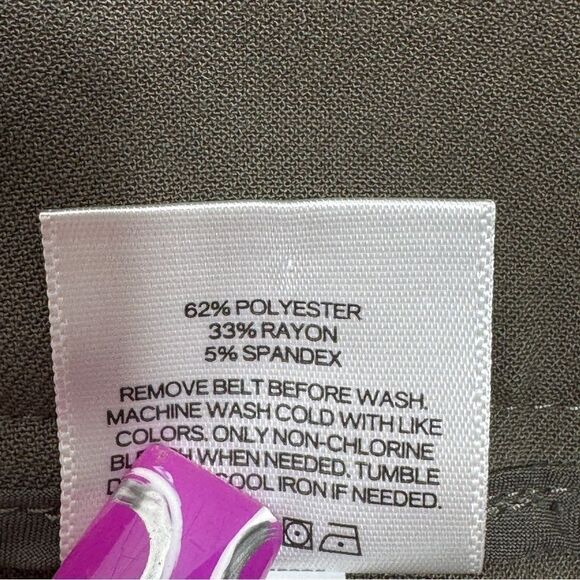 62% POLYESTER
33% RAYON
5% SPANDEX
REMOVE BELT BEFORE WASH.
MACHINE WASH COLD WITH LIKE
COLORS. ONLY NON-CHLORINE
WHEN NEEDED. TUMBLE
COOL IRON IF NEEDED.